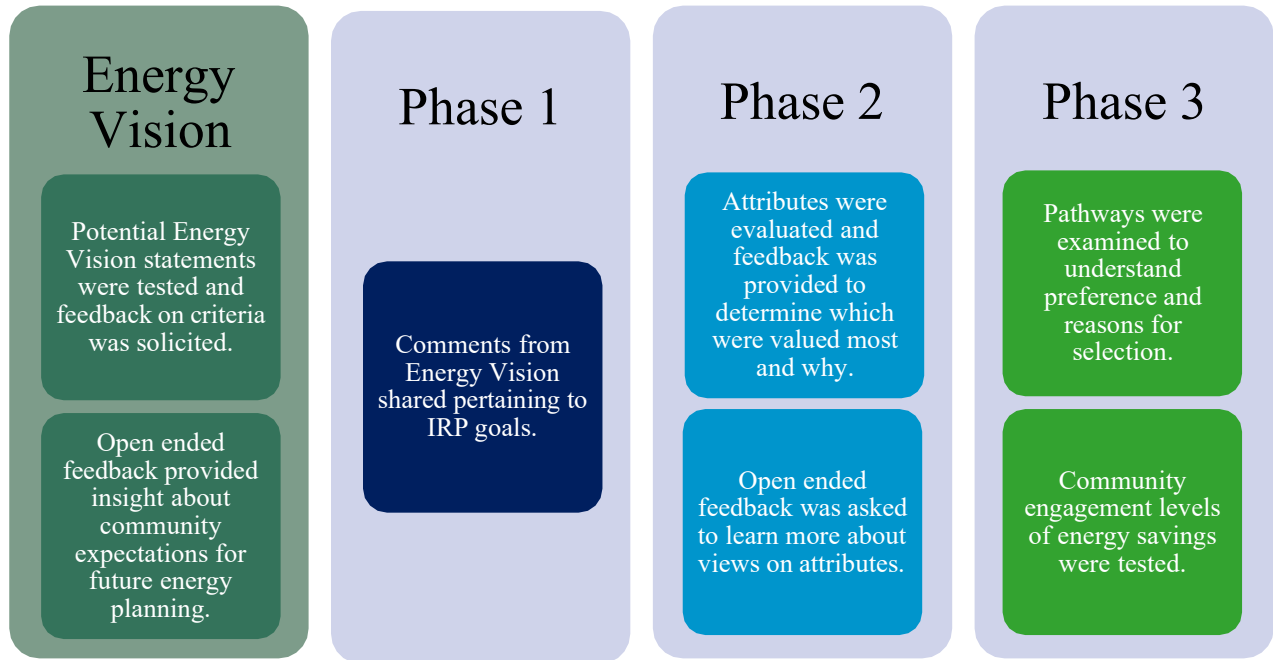 Energy
Vision
Potential Energy
Vision statements
were tested and
feedback on criteria
was solicited.
Open ended
feedback provided
insight about
community
expectations for
future energy
planning.
Phase 1
Comments from
Energy Vision
shared pertaining to
IRP goals.
Phase 2
Attributes were
evaluated and
feedback was
provided to
determine which
were valued most
and why.
Open ended
feedback was asked
to learn more about
views on attributes.
Phase 3
Pathways were
examined to
understand
preference and
reasons for
selection.
Community
engagement levels
of energy savings
were tested.